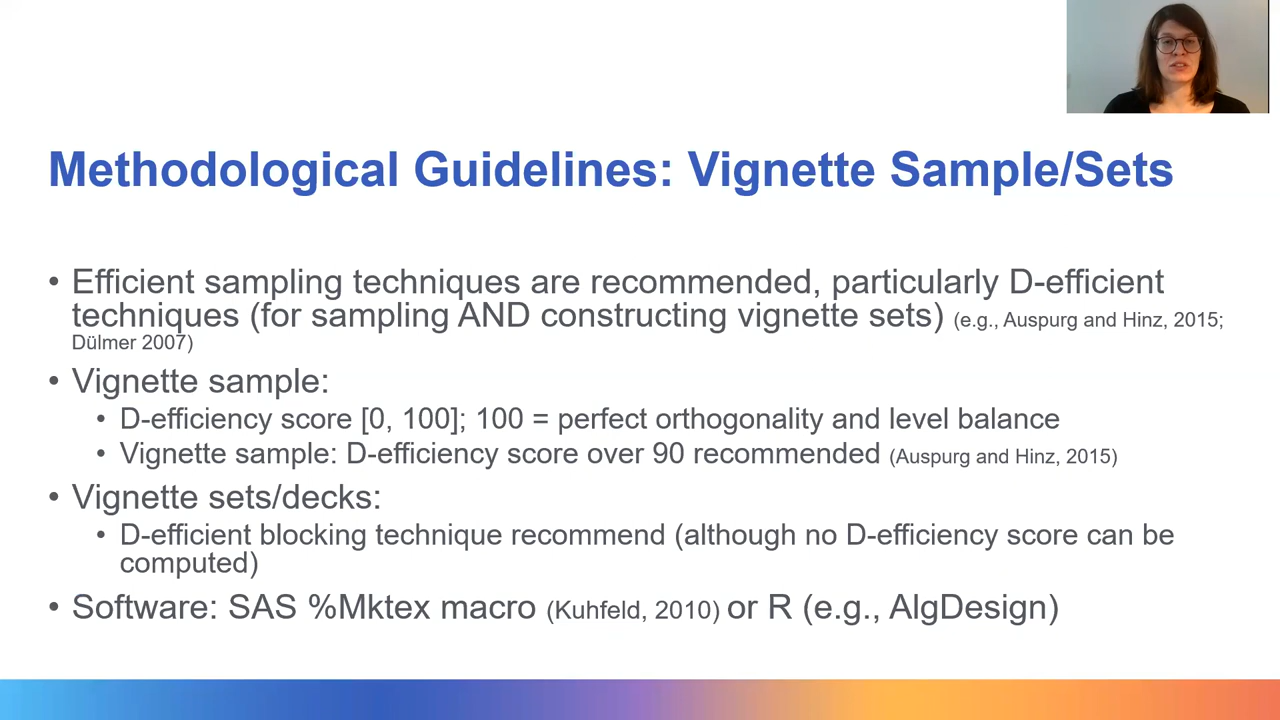 Methodological Guidelines: Vignette Sample/Sets
• Efficient sampling techniques are recommended, particularly D-efficient
techniques (for sampling AND constructing vignette sets) (e.g., Auspurg and Hinz, 2015;
Dülmer 2007)
• Vignette sample:
• D-efficiency score [0, 100]; 100 = perfect orthogonality and level balance
• Vignette sample: D-efficiency score over 90 recommended (Auspurg and Hinz, 2015)
• Vignette sets/decks:
• D-efficient blocking technique recommend (although no D-efficiency score can be
computed)
• Software: SAS %Mktex macro (Kuhfeld, 2010) or R (e.g., AlgDesign)